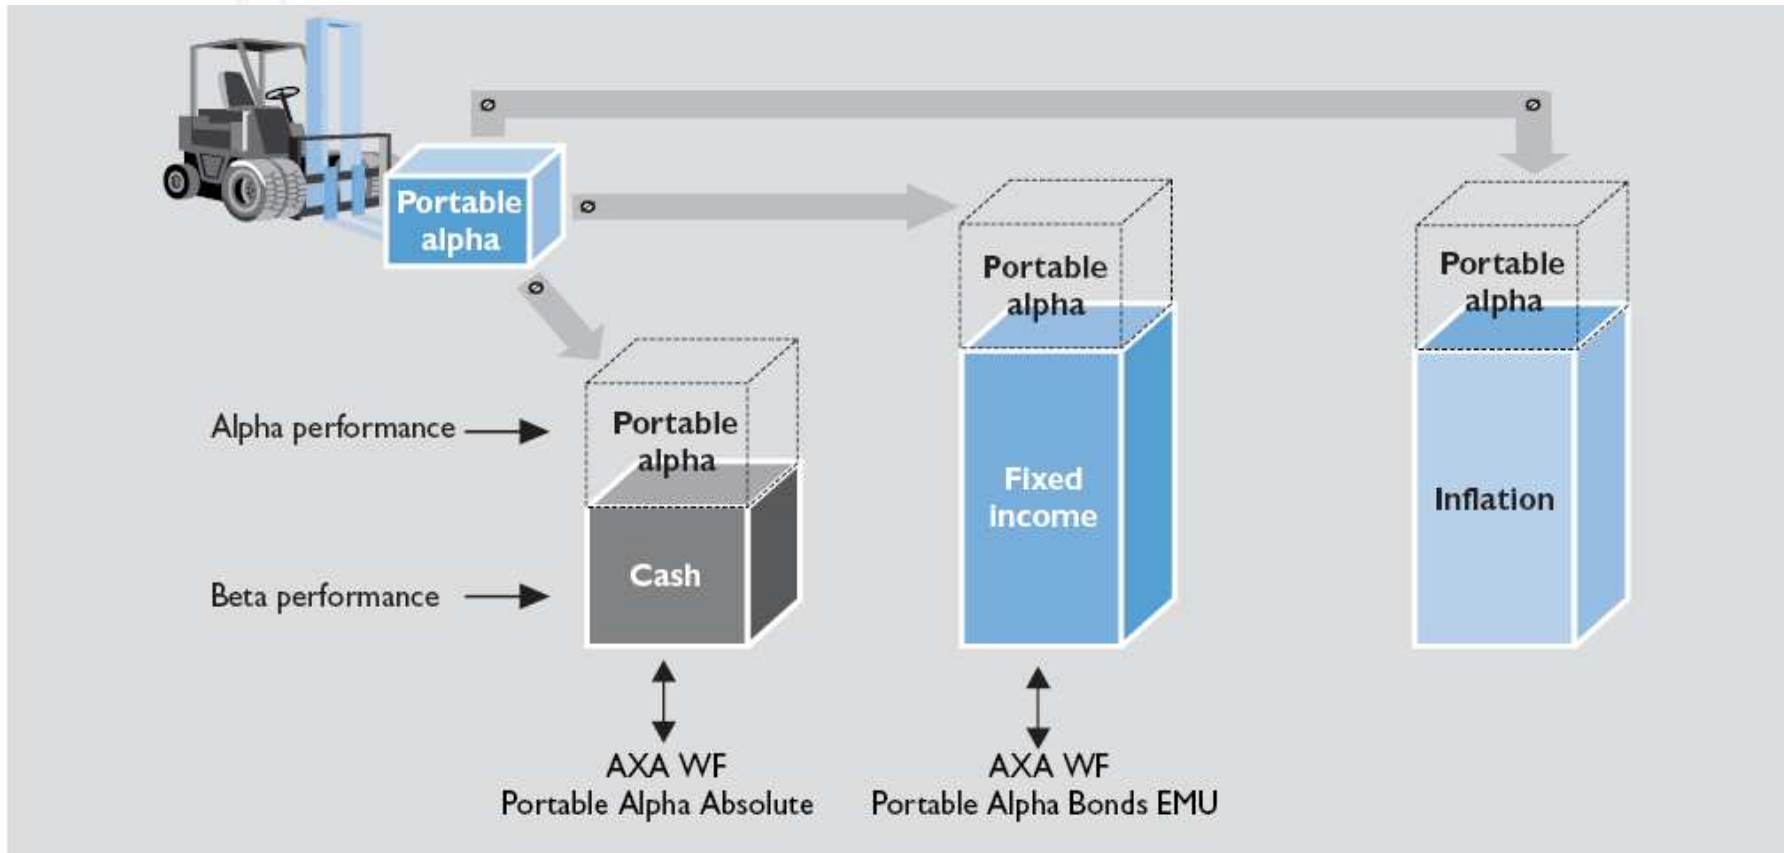 Portable
alpha
Portable
alpha
Portable
alpha
Alpha performance
Portable
alpha
Fixed
income
Inflation
Beta performance
Cash
AXA WF
Portable Alpha Absolute
AXA WF
Portable Alpha Bonds EMU